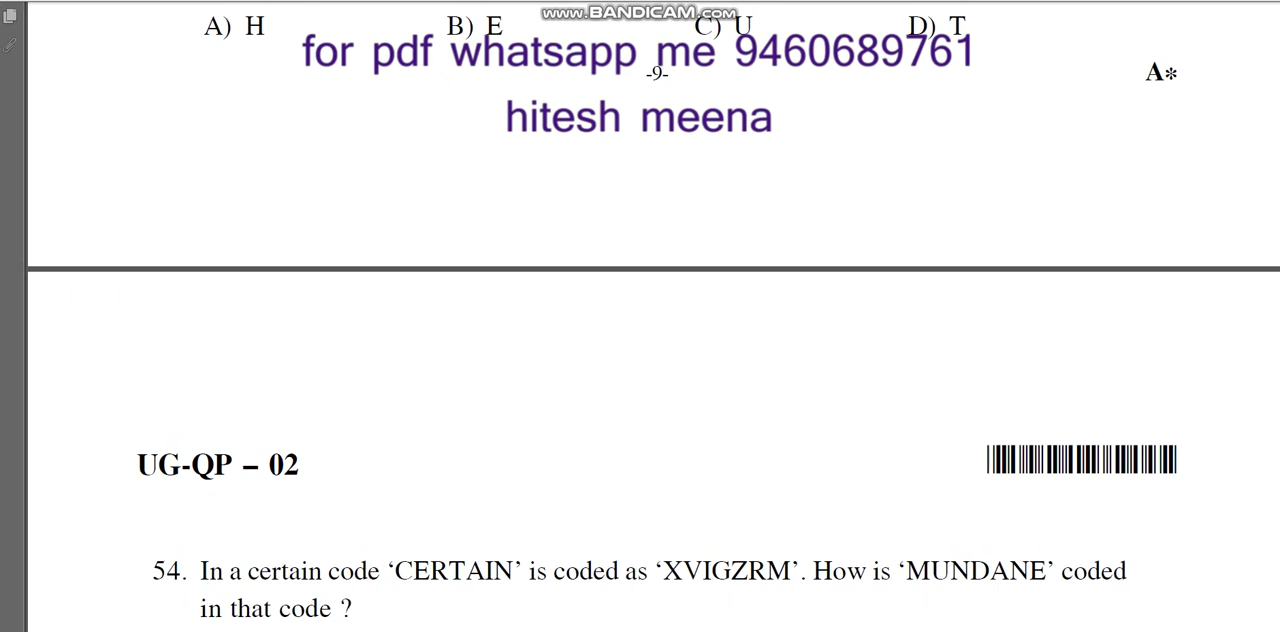 www.BANDICAM.com
A) H B) E C) U D) T
for pdf whatsapp me 9460689761
-9- A*
hitesh meena
UG-QP – 02
54. In a certain code ‘CERTAIN’ is coded as ‘XVIGZRM’. How is ‘MUNDANE’ coded
in that code ?